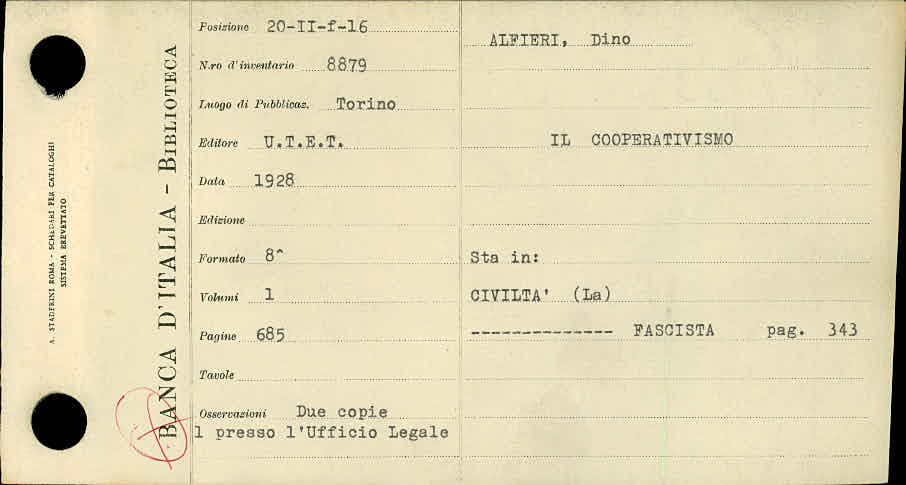 A. STADERINI ROMA - SCHEDARI PER CATALOGHI
SISTEMA BREVETTATO
BANCA D'ITALIA - BIBLIOTECA
Posizione 20-II-f-16
N.ro d'inventario 8879
Luogo di Pubblicaz. Torino
Editore U.T.E.T.
Data 1928
Edizione
Formato 8^
Volumi 1
Pagine 685
Tavole
Osservazioni Due copie
1 presso l'Ufficio Legale
ALFIERI, Dino
IL COOPERATIVISMO
Sta in:
CIVILTA' (La)
-------------- FASCISTA pag. 343